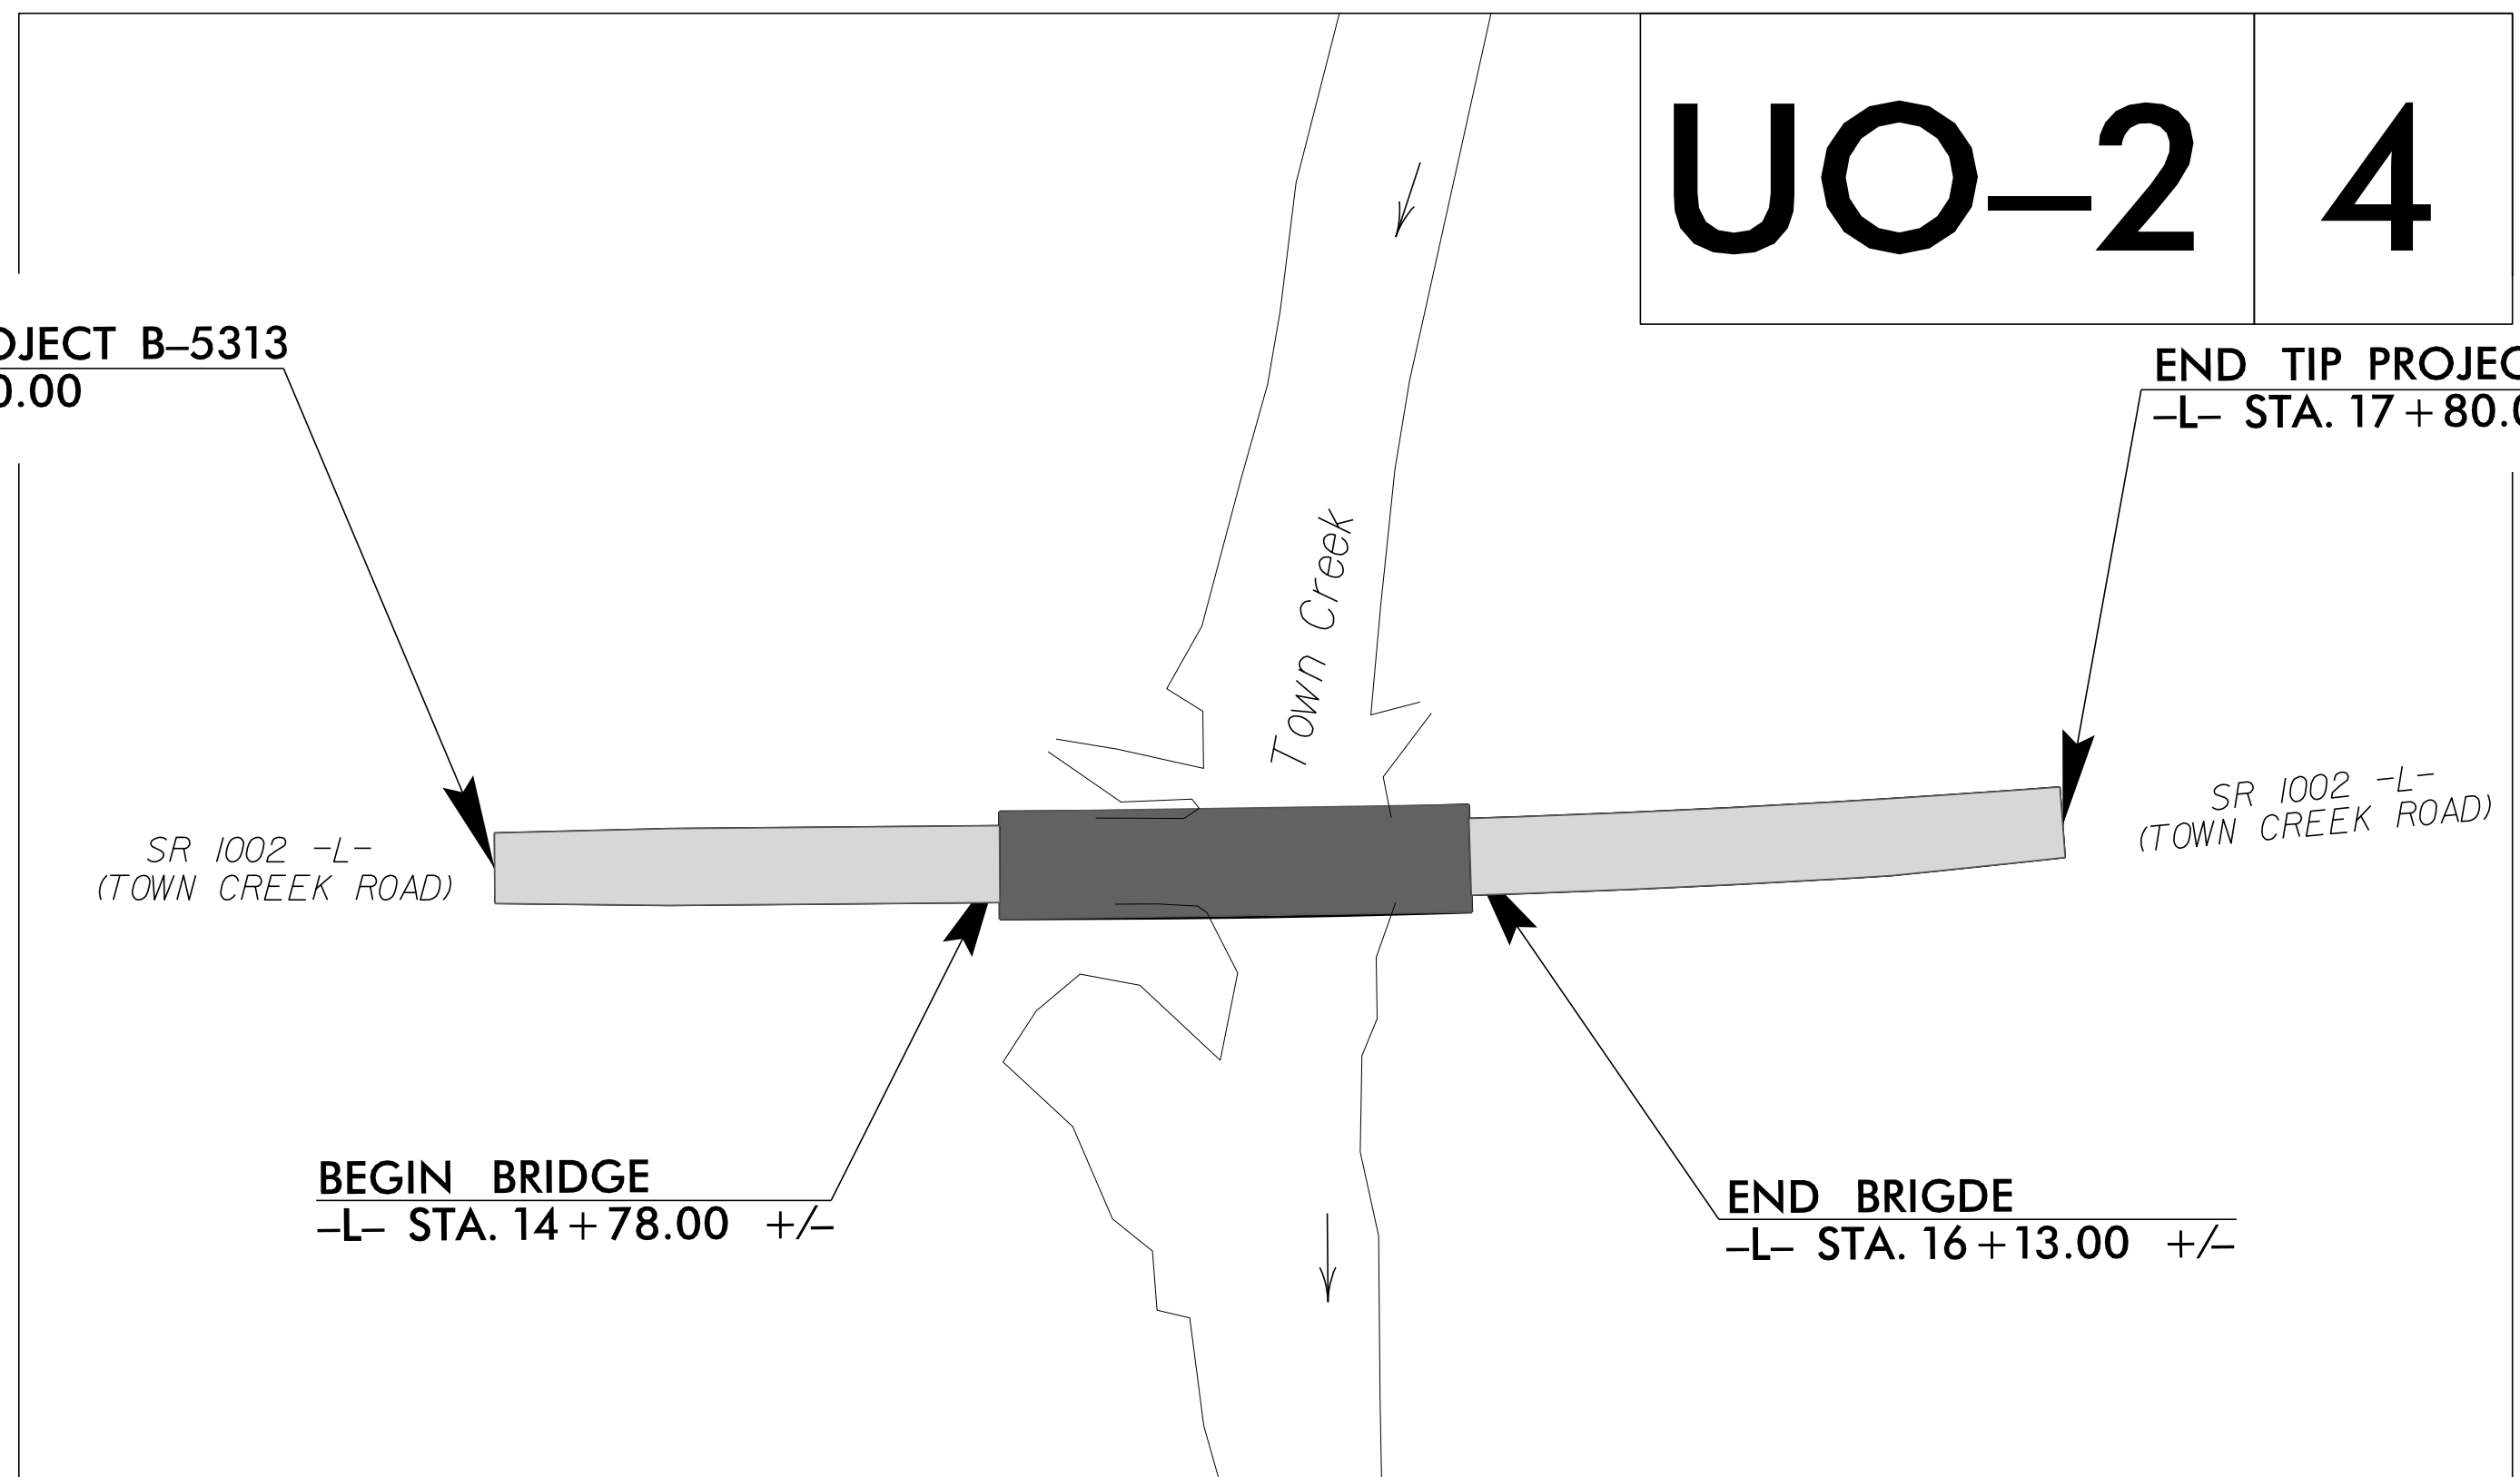 UO–2 4
OJECT B–5313
0.00
END TIP PROJEC
–L– STA. 17+80.0
Town Creek
SR 1002 -L-
(TOWN CREEK ROAD)
SR 1002 -L-
(TOWN CREEK ROAD)
BEGIN BRIDGE
–L– STA. 14+78.00 +/–
END BRIGDE
–L– STA. 16+13.00 +/–